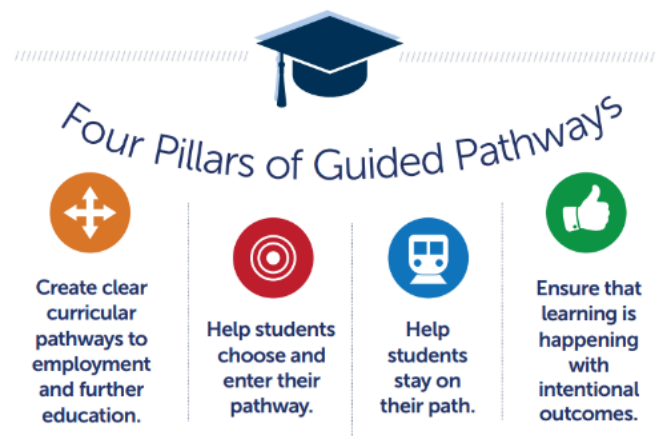 Four Pillars of Guided Pathways
Create clear
curricular
pathways to
employment
and further
education.
Help students
choose and
enter their
pathway.
Help
students
stay on
their path.
Ensure that
learning is
happening
with
intentional
outcomes.